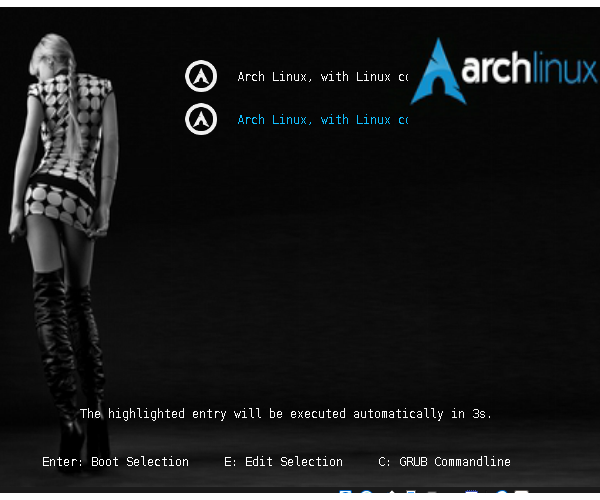 Arch Linux, with Linux co
archlinux
Arch Linux, with Linux co
The highlighted entry will be executed automatically in 3s.
Enter: Boot Selection E: Edit Selection C: GRUB Commandline